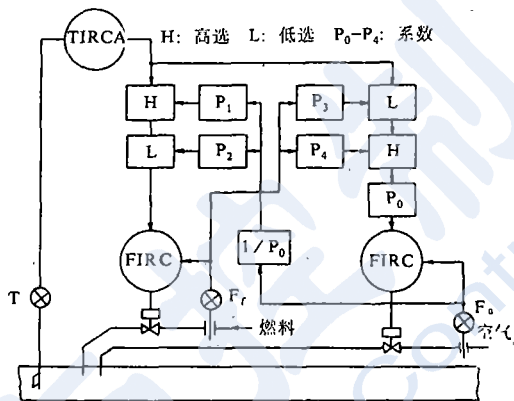 TIRCA
H: 高选 L: 低选 P₀-P₄: 系数
H P₁ P₃ L
L P₂ P₄ H
P₀
FIRC 1/P₀ FIRC
T Fᵣ Fₐ
燃料 空气